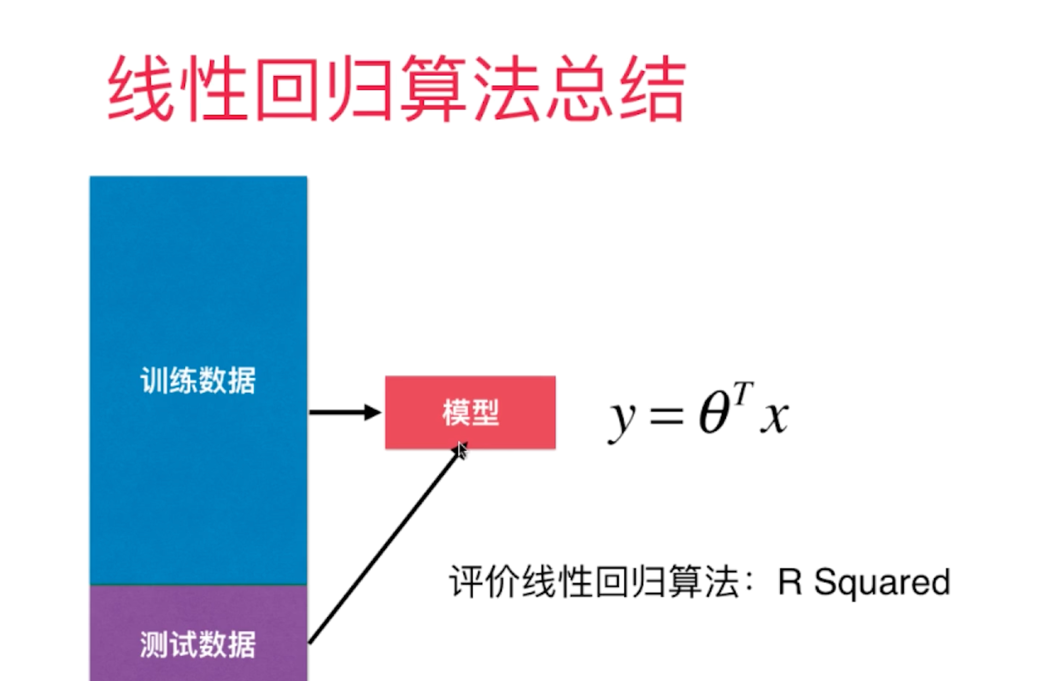 线性回归算法总结
训练数据
模型
y = θᵀ x
评价线性回归算法：R Squared
测试数据